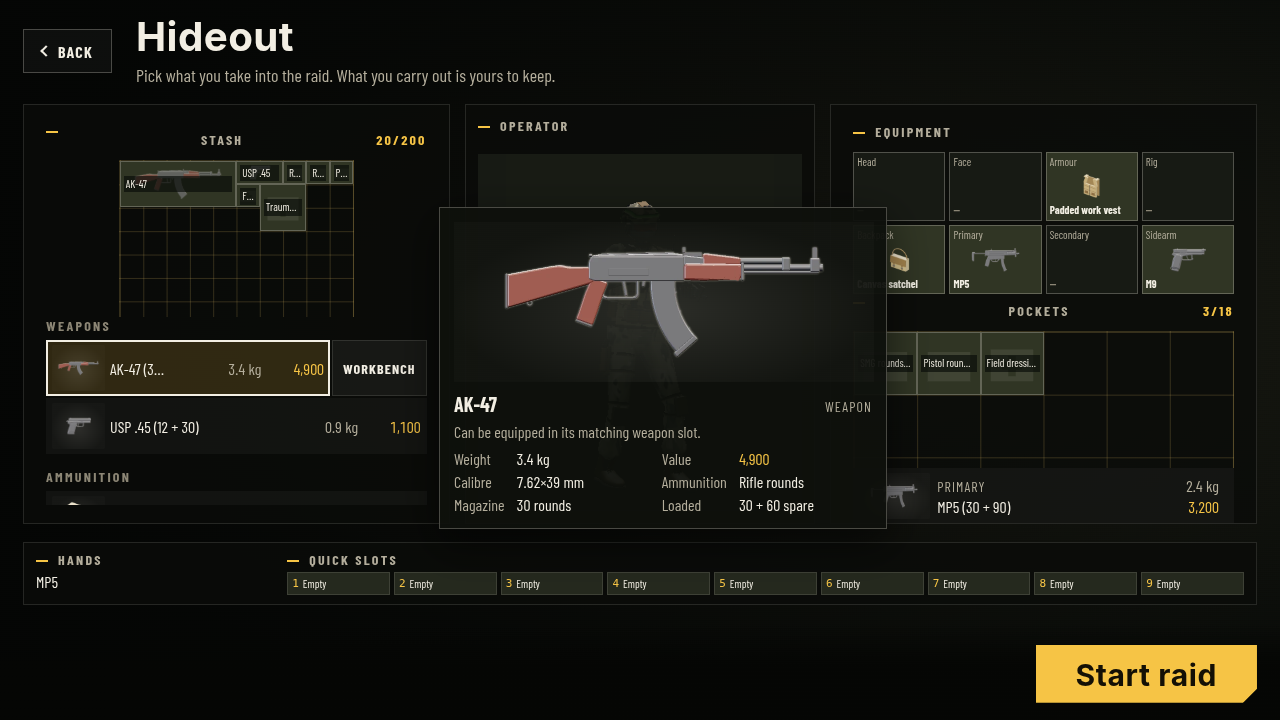 BACK
Hideout
Pick what you take into the raid. What you carry out is yours to keep.
STASH
20/200
AK-47
USP .45
R...
R...
P...
F...
Traum...
WEAPONS
AK-47 (3...
3.4 kg
4,900
WORKBENCH
USP .45 (12 + 30)
0.9 kg
1,100
AMMUNITION
OPERATOR
AK-47
WEAPON
Can be equipped in its matching weapon slot.
Weight 3.4 kg
Value 4,900
Calibre 7.62×39 mm
Ammunition Rifle rounds
Magazine 30 rounds
Loaded 30 + 60 spare
EQUIPMENT
Head
–
Face
–
Armour
Padded work vest
Rig
–
satchel
Primary
MP5
Secondary
–
Sidearm
M9
POCKETS
3/18
Pistol roun...
Field dressi...
PRIMARY
2.4 kg
MP5 (30 + 90)
3,200
HANDS
MP5
QUICK SLOTS
1 Empty
2 Empty
3 Empty
4 Empty
5 Empty
6 Empty
7 Empty
8 Empty
9 Empty
Start raid